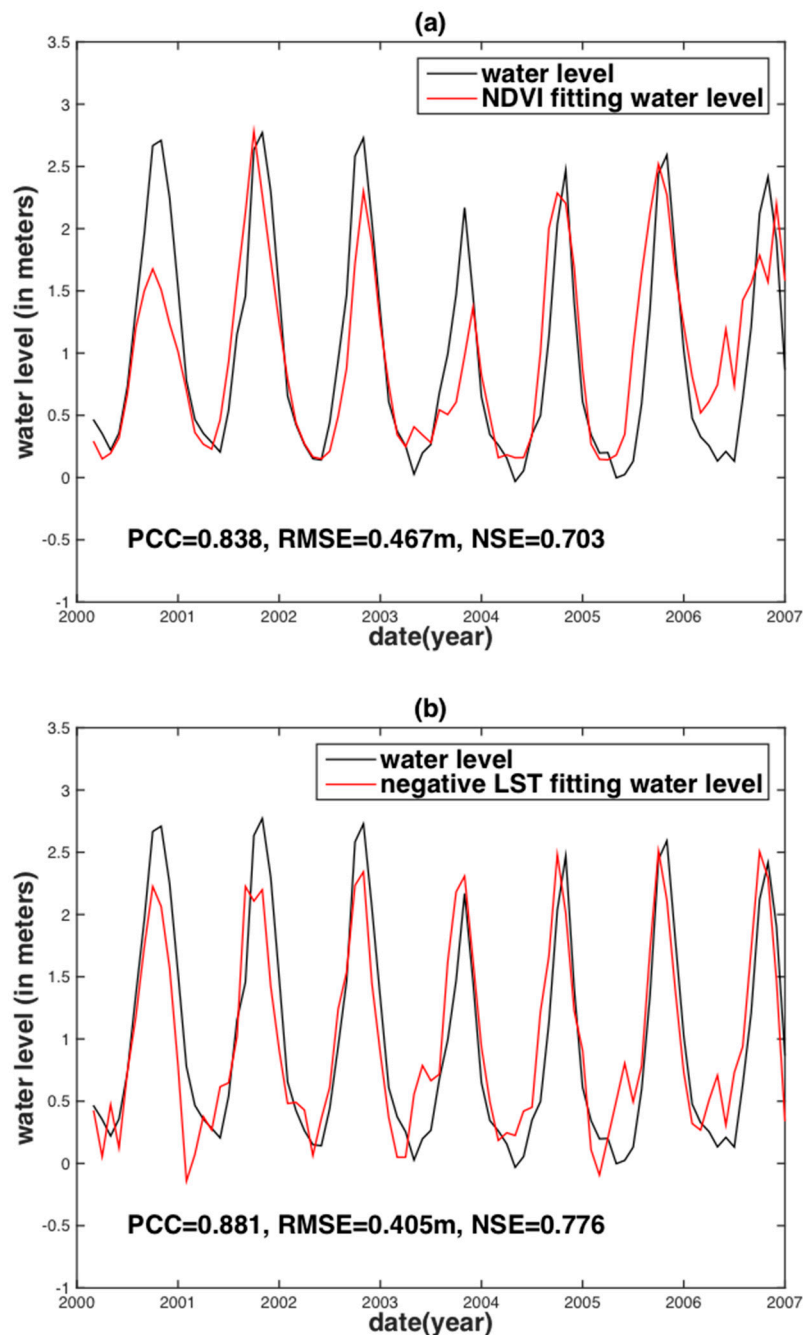 (a)
water level
NDVI fitting water level
3.5
3
2.5
2
1.5
1
0.5
0
-0.5
-1
water level (in meters)
PCC=0.838, RMSE=0.467m, NSE=0.703
2000 2001 2002 2003 2004 2005 2006 2007
date(year)
(b)
water level
negative LST fitting water level
3.5
3
2.5
2
1.5
1
0.5
0
-0.5
-1
water level (in meters)
PCC=0.881, RMSE=0.405m, NSE=0.776
2000 2001 2002 2003 2004 2005 2006 2007
date(year)